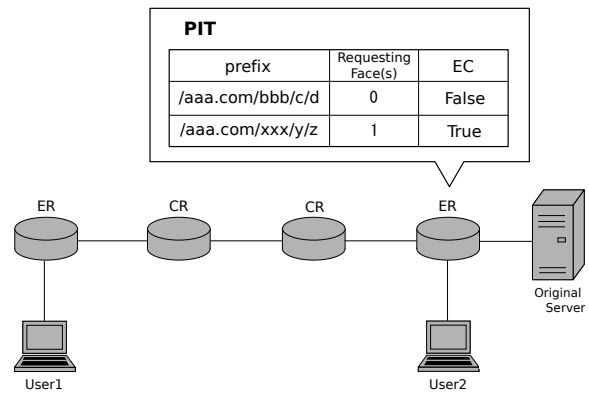 PIT
prefix Requesting Face(s) EC
/aaa.com/bbb/c/d 0 False
/aaa.com/xxx/y/z 1 True
ER CR CR ER
Original
Server
User1 User2